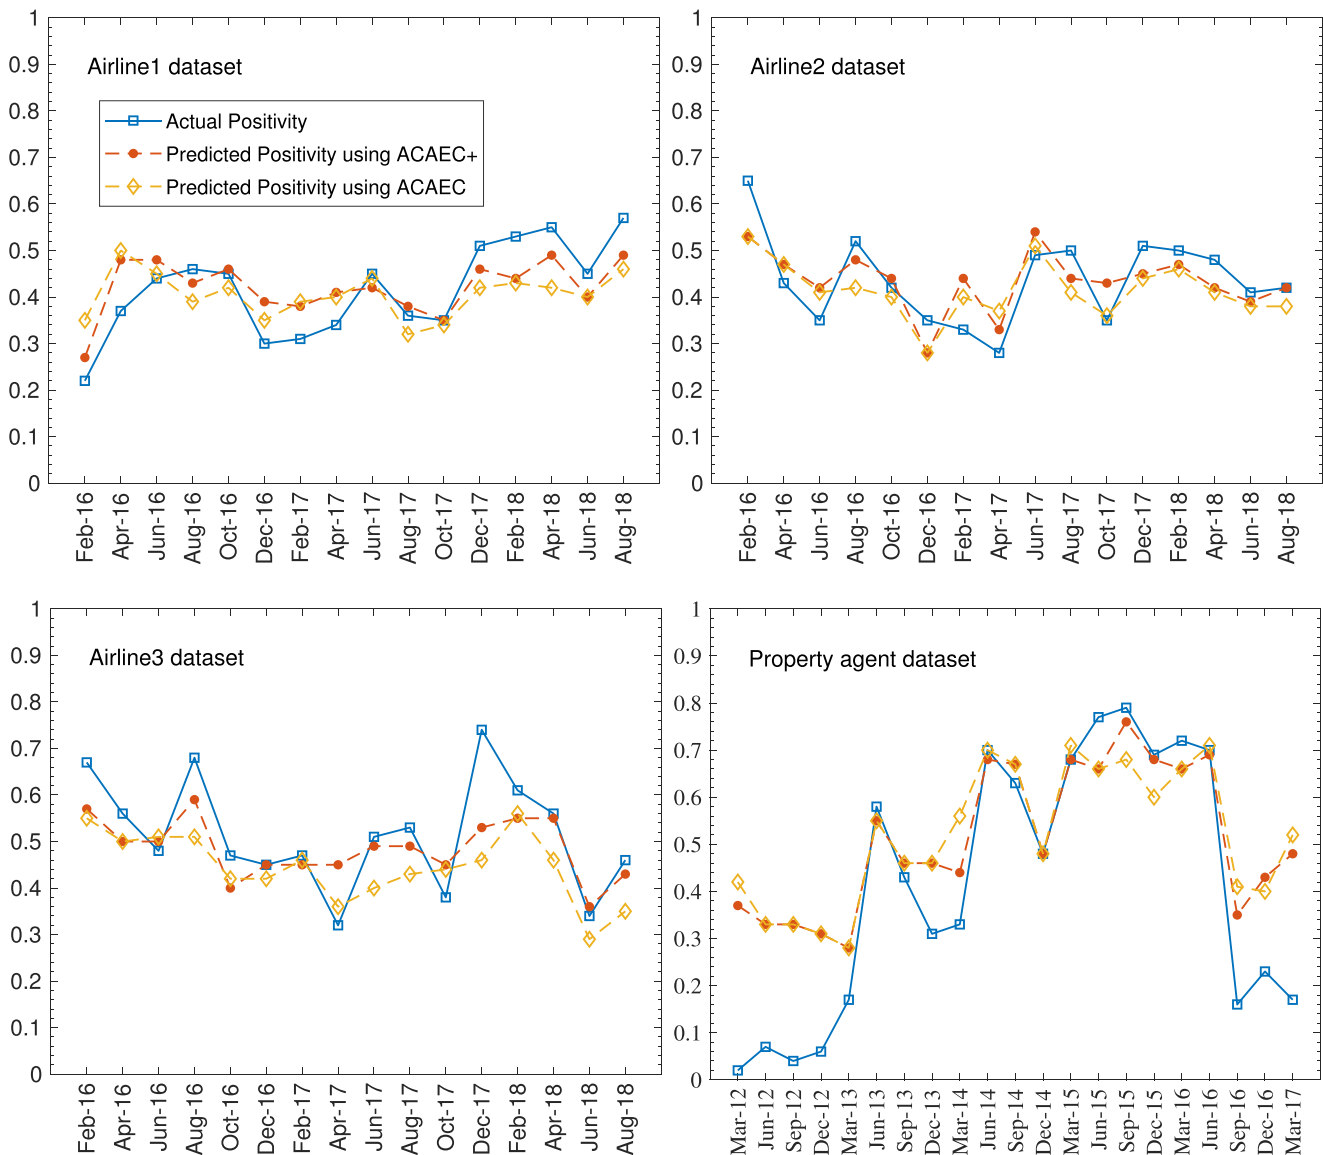 1
0.9
0.8
0.7
0.6
0.5
0.4
0.3
0.2
0.1
0
Airline1 dataset
Actual Positivity
Predicted Positivity using ACAEC+
Predicted Positivity using ACAEC
Feb-16
Apr-16
Jun-16
Aug-16
Oct-16
Dec-16
Feb-17
Apr-17
Jun-17
Aug-17
Oct-17
Dec-17
Feb-18
Apr-18
Jun-18
Aug-18
1
0.9
0.8
0.7
0.6
0.5
0.4
0.3
0.2
0.1
0
Airline2 dataset
Feb-16
Apr-16
Jun-16
Aug-16
Oct-16
Dec-16
Feb-17
Apr-17
Jun-17
Aug-17
Oct-17
Dec-17
Feb-18
Apr-18
Jun-18
Aug-18
1
0.9
0.8
0.7
0.6
0.5
0.4
0.3
0.2
0.1
0
Airline3 dataset
Feb-16
Apr-16
Jun-16
Aug-16
Oct-16
Dec-16
Feb-17
Apr-17
Jun-17
Aug-17
Oct-17
Dec-17
Feb-18
Apr-18
Jun-18
Aug-18
1
0.9
0.8
0.7
0.6
0.5
0.4
0.3
0.2
0.1
0
Property agent dataset
Mar-12
Jun-12
Sep-12
Dec-12
Mar-13
Jun-13
Sep-13
Dec-13
Mar-14
Jun-14
Sep-14
Dec-14
Mar-15
Jun-15
Sep-15
Dec-15
Mar-16
Jun-16
Sep-16
Dec-16
Mar-17